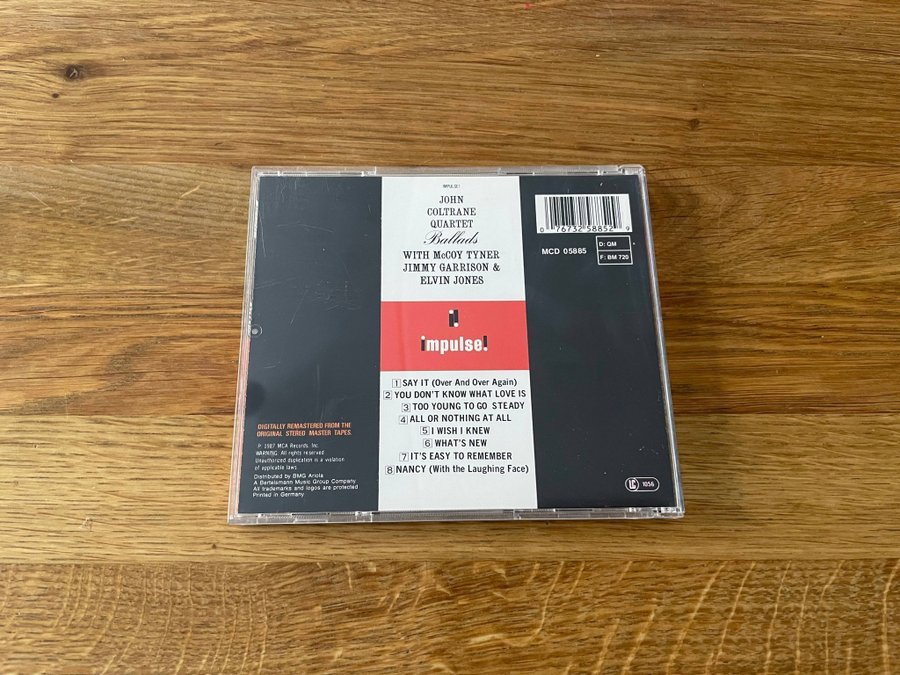 IMPULSE!
JOHN
COLTRANE
QUARTET
Ballads
WITH McCOY TYNER
JIMMY GARRISON &
ELVIN JONES
impulse!
1 SAY IT (Over And Over Again)
2 YOU DON'T KNOW WHAT LOVE IS
3 TOO YOUNG TO GO STEADY
4 ALL OR NOTHING AT ALL
5 I WISH I KNEW
6 WHAT'S NEW
7 IT'S EASY TO REMEMBER
8 NANCY (With the Laughing Face)
DIGITALLY REMASTERED FROM THE
ORIGINAL STEREO MASTER TAPES.
P. 1987 MCA Records, Inc.
WARNING: All rights reserved.
Unauthorized duplication is a violation
of applicable laws.
Distributed by BMG Ariola
A Bertelsmann Music Group Company
All trademarks and logos are protected
Printed in Germany
0 76732 58852 9
MCD 05885
D: QM
F: BM 720
LC 1056